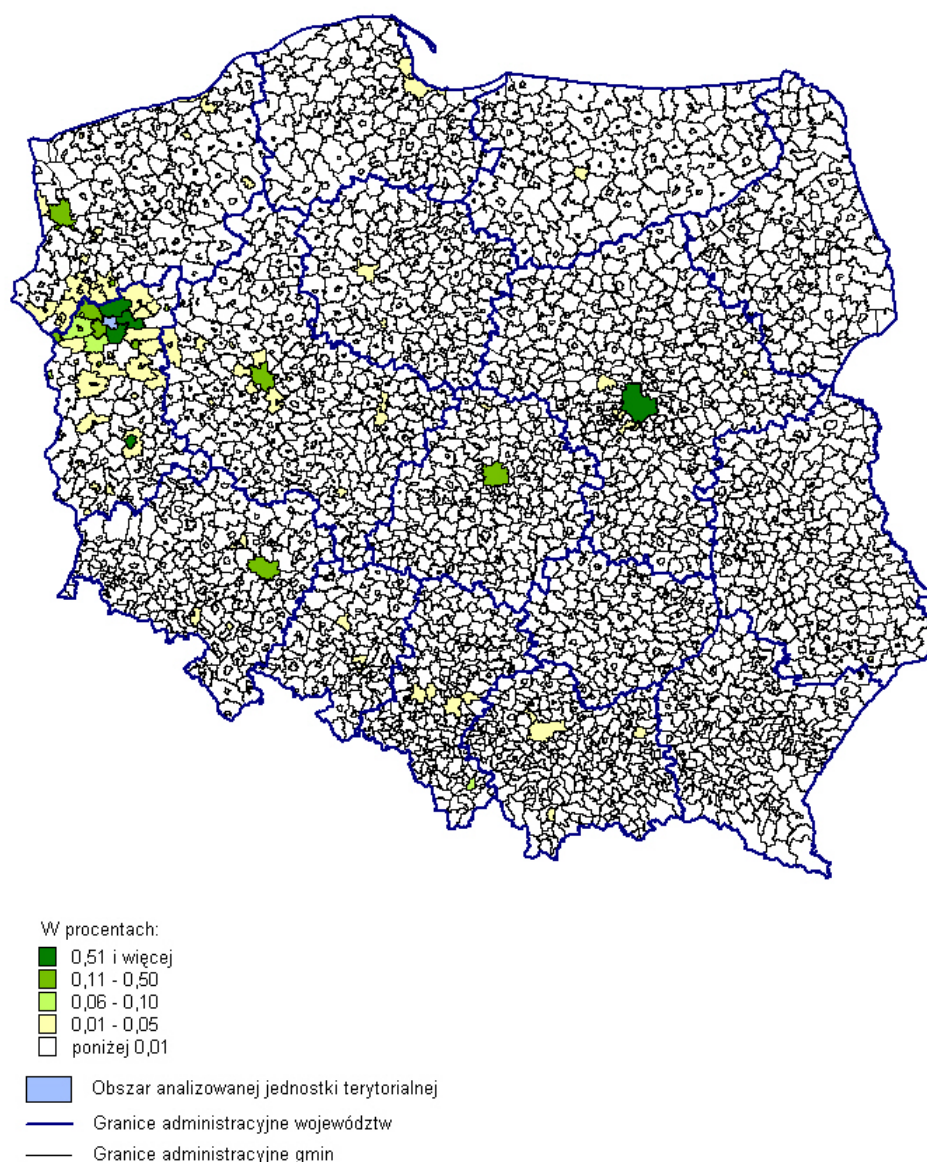 W procentach:
0,51 i więcej
0,11 - 0,50
0,06 - 0,10
0,01 - 0,05
poniżej 0,01
Obszar analizowanej jednostki terytorialnej
Granice administracyjne województw
Granice administracyjne gmin